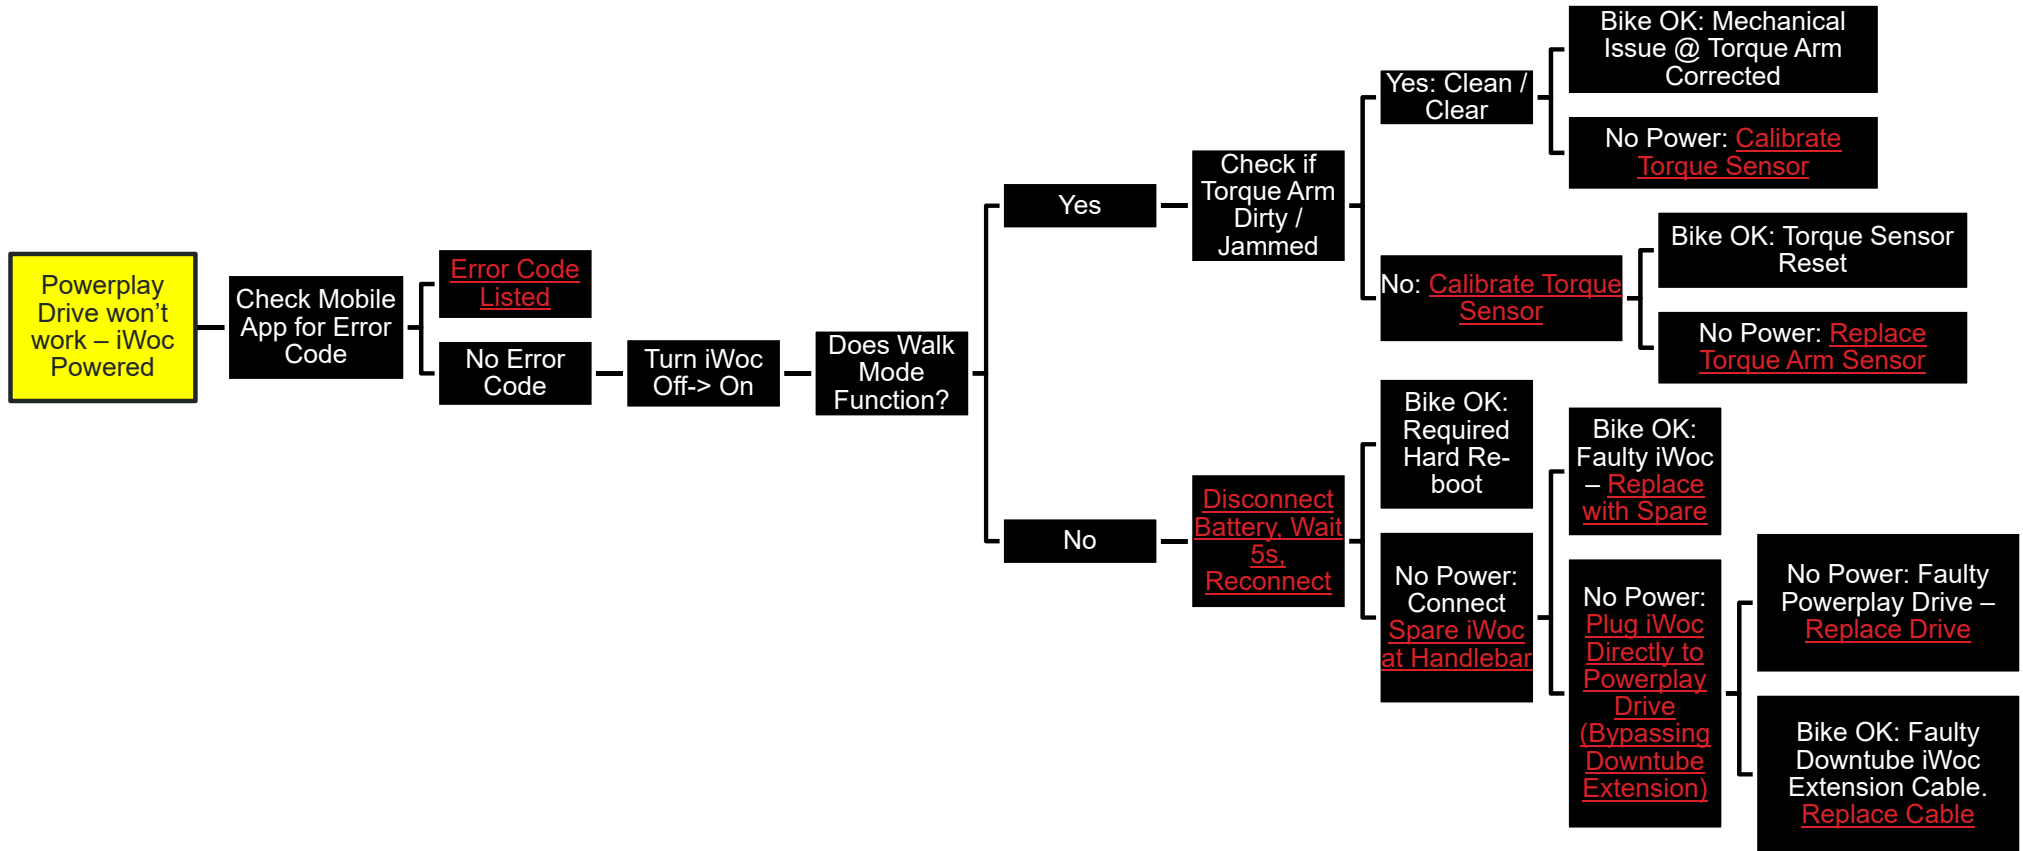 Powerplay
Drive won’t
work – iWoc
Powered
Check Mobile
App for Error
Code
Error Code
Listed
No Error
Code
Turn iWoc
Off-> On
Does Walk
Mode
Function?
Yes
Check if
Torque Arm
Dirty /
Jammed
Yes: Clean /
Clear
Bike OK: Mechanical
Issue @ Torque Arm
Corrected
No Power: Calibrate
Torque Sensor
No: Calibrate Torque
Sensor
Bike OK: Torque Sensor
Reset
No Power: Replace
Torque Arm Sensor
No
Disconnect
Battery, Wait
5s,
Reconnect
Bike OK:
Required
Hard Re-
boot
No Power:
Connect
Spare iWoc
at Handlebar
Bike OK:
Faulty iWoc
– Replace
with Spare
No Power:
Plug iWoc
Directly to
Powerplay
Drive
(Bypassing
Downtube
Extension)
No Power: Faulty
Powerplay Drive –
Replace Drive
Bike OK: Faulty
Downtube iWoc
Extension Cable.
Replace Cable